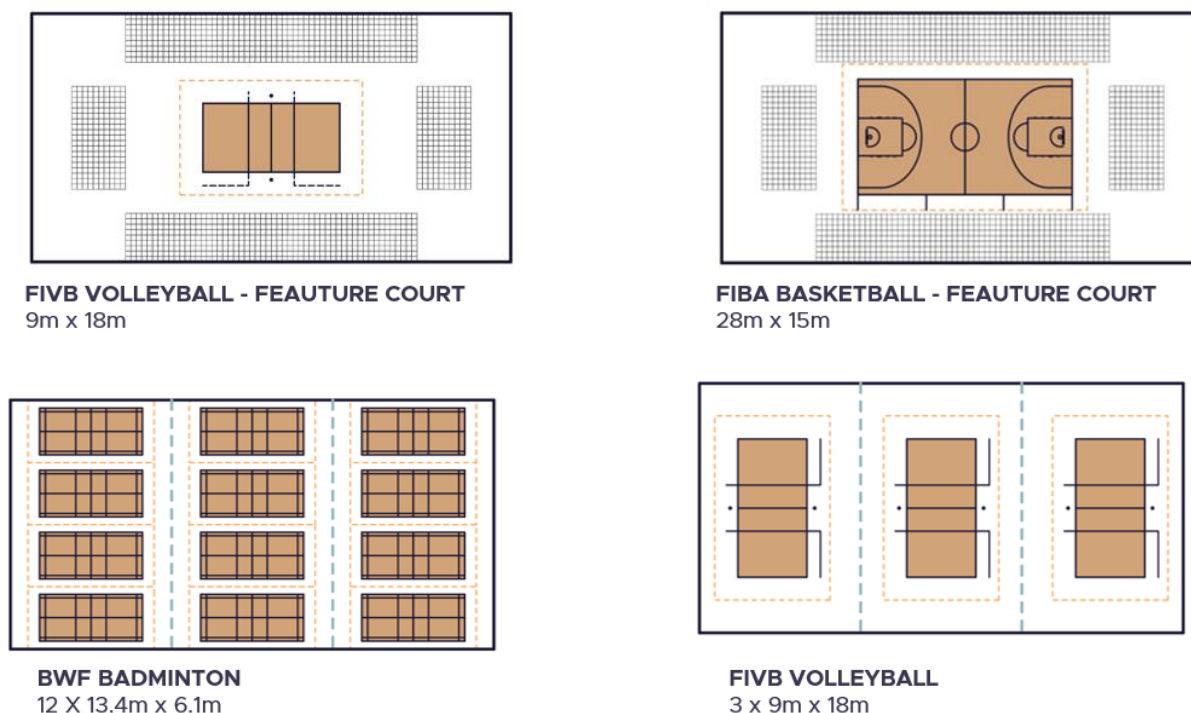 FIVB VOLLEYBALL - FEAUTURE COURT
9m x 18m
FIBA BASKETBALL - FEAUTURE COURT
28m x 15m
BWF BADMINTON
12 X 13.4m x 6.1m
FIVB VOLLEYBALL
3 x 9m x 18m